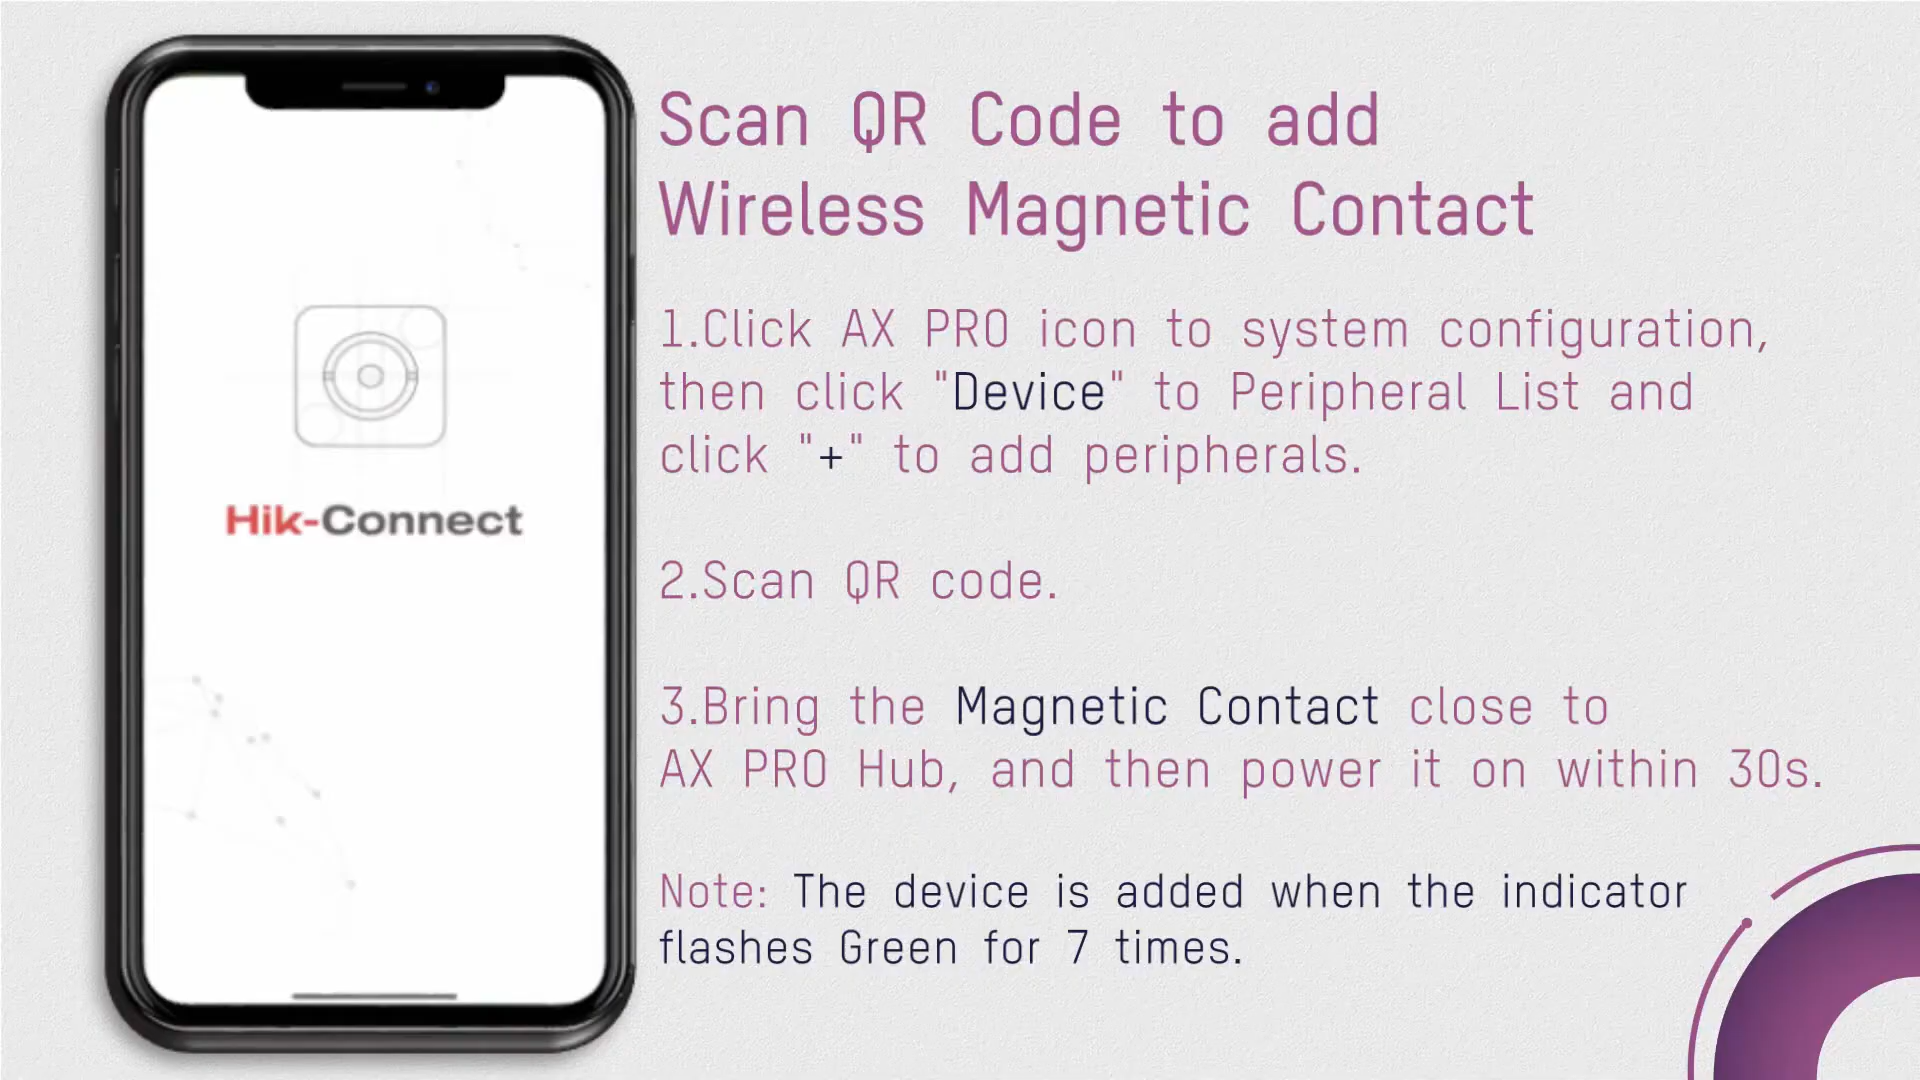 Hik-Connect
Scan QR Code to add
Wireless Magnetic Contact
1.Click AX PRO icon to system configuration,
then click "Device" to Peripheral List and
click "+" to add peripherals.
2.Scan QR code.
3.Bring the Magnetic Contact close to
AX PRO Hub, and then power it on within 30s.
Note: The device is added when the indicator
flashes Green for 7 times.